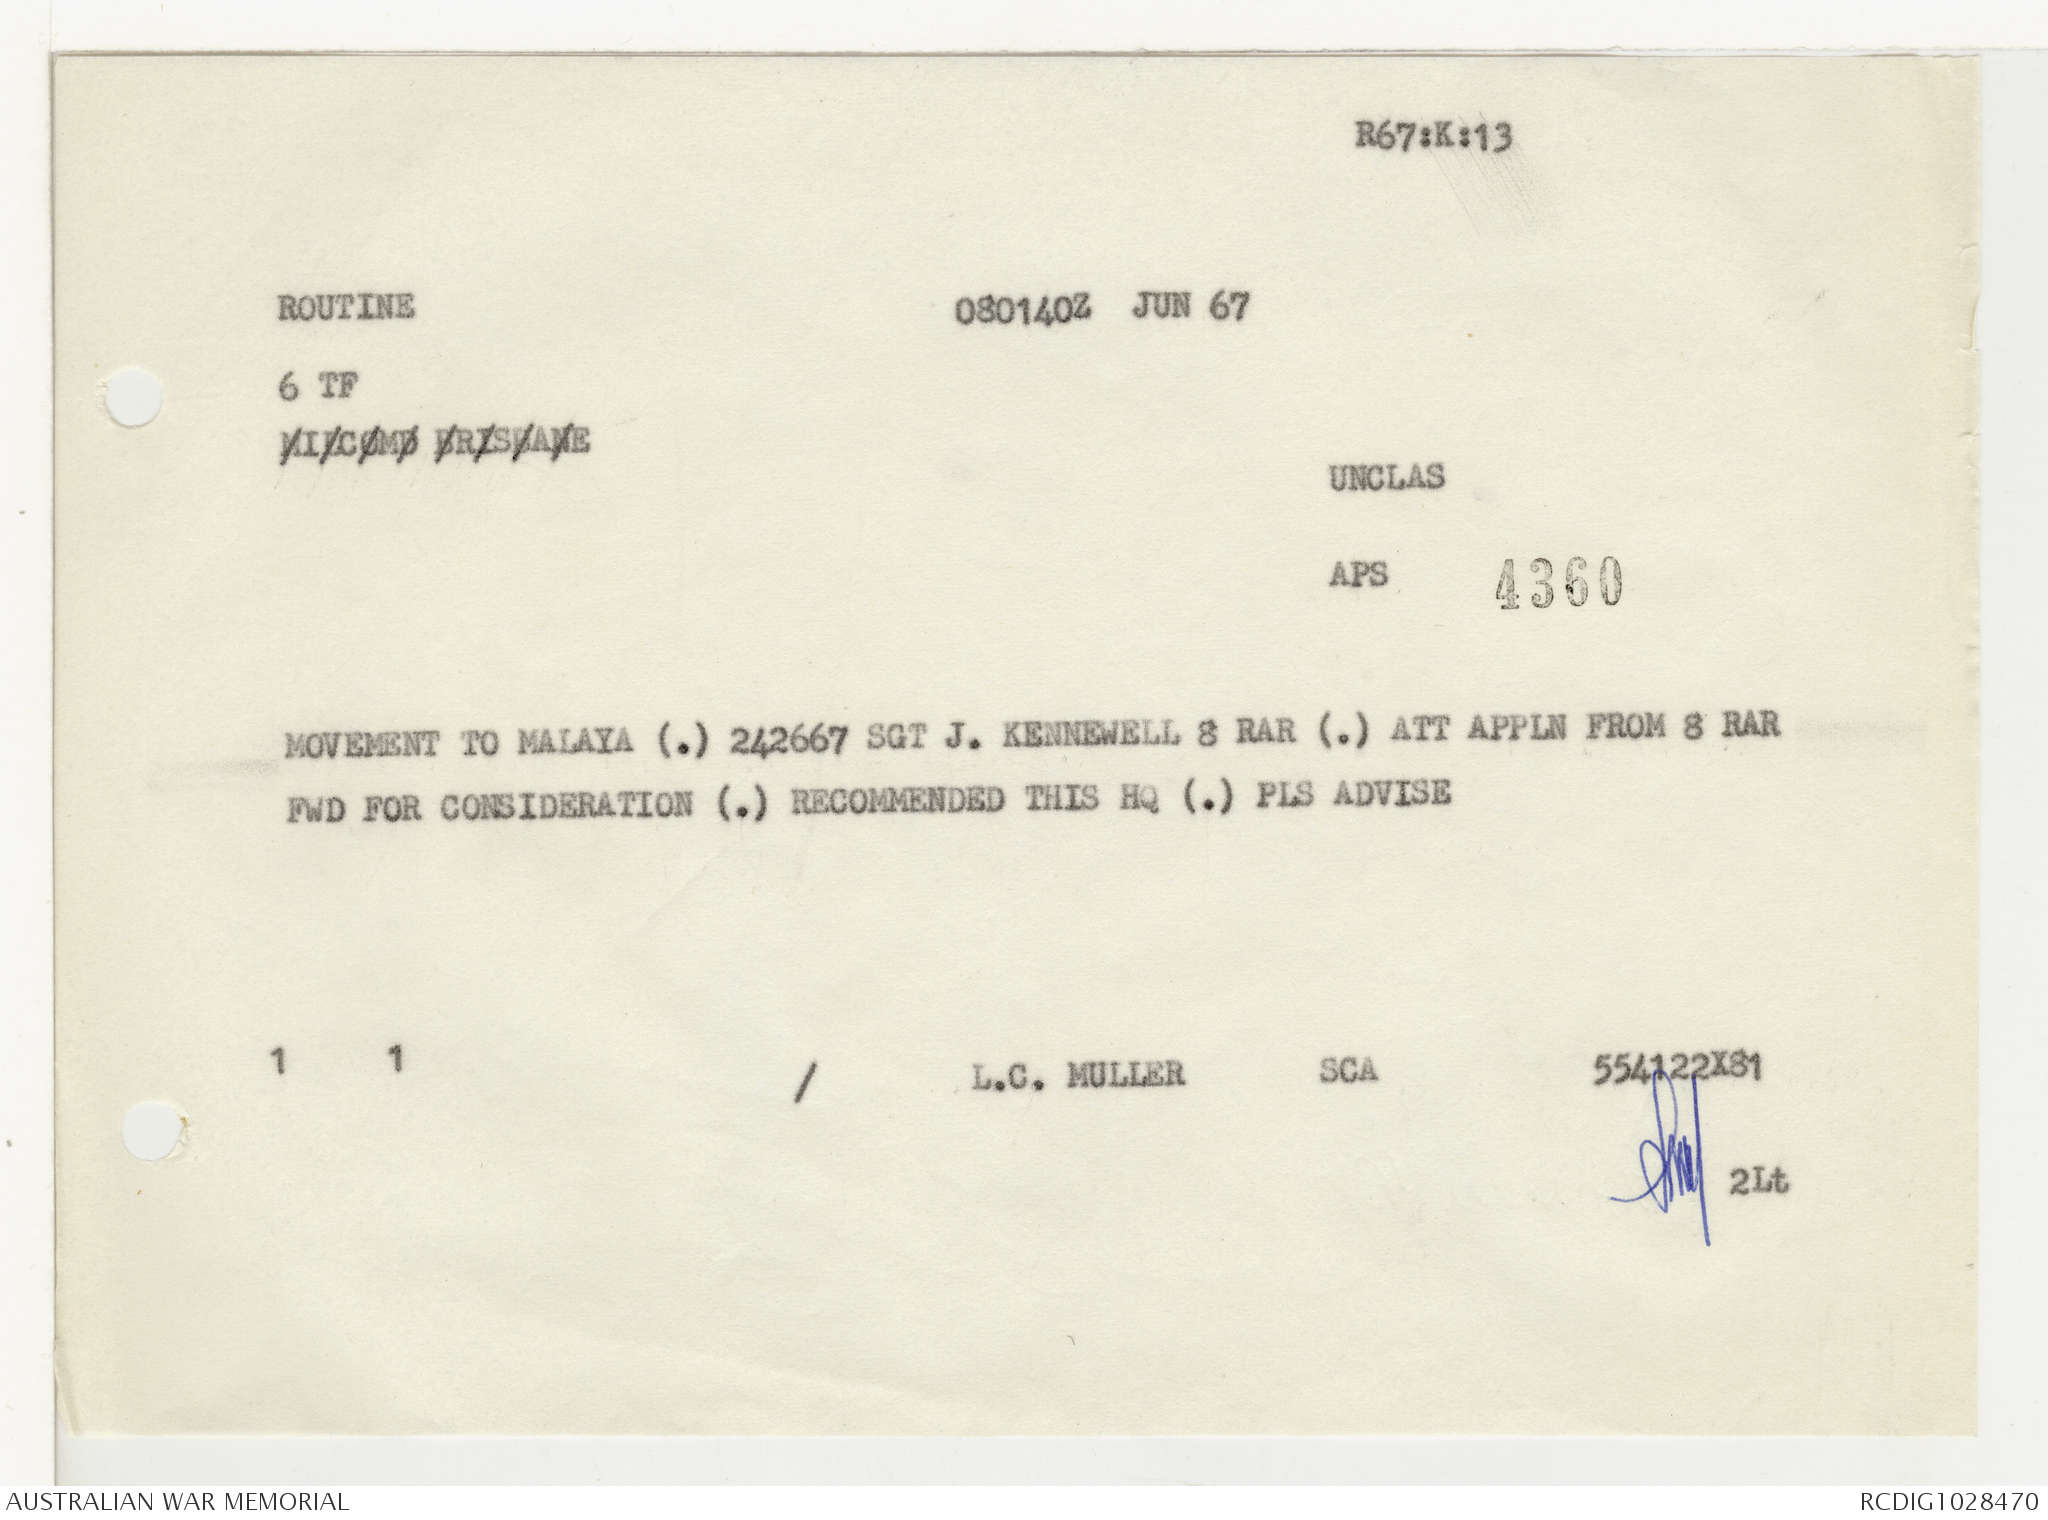 R67:K:13
ROUTINE 080140Z JUN 67
6 TF
MILCOMD BRISBANE
UNCLAS
APS 4360
MOVEMENT TO MALAYA (.) 242667 SGT J. KENNEWELL 8 RAR (.) ATT APPLN FROM 8 RAR
FWD FOR CONSIDERATION (.) RECOMMENDED THIS HQ (.) PLS ADVISE
1 1 / L.C. MULLER SCA 554122X81
2Lt
AUSTRALIAN WAR MEMORIAL RCDIG1028470